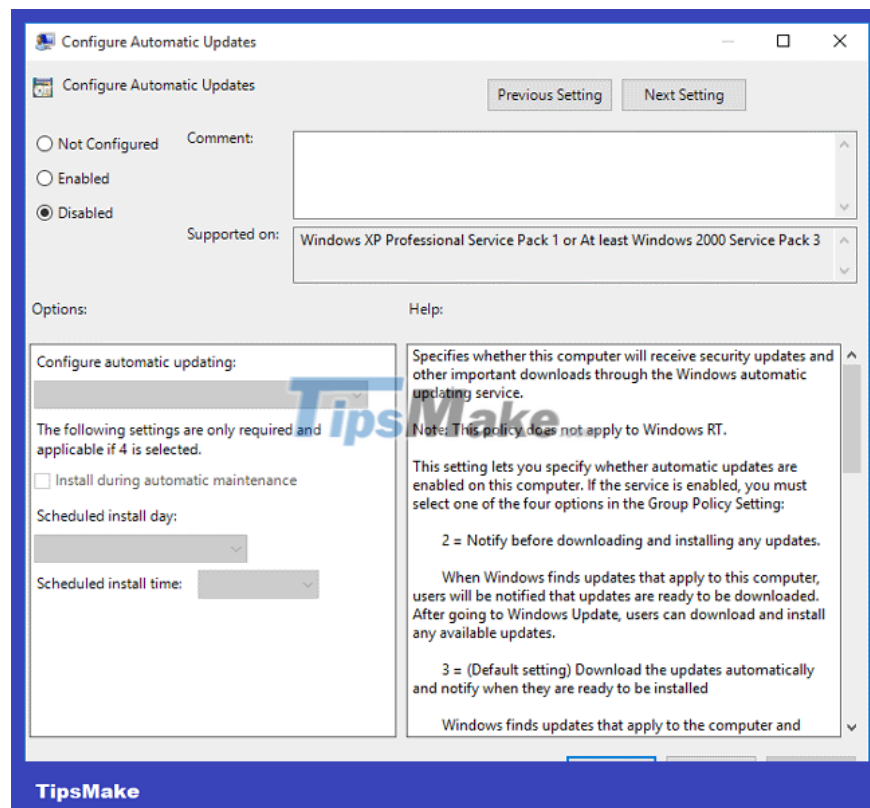 Configure Automatic Updates
Configure Automatic Updates
Previous Setting
Next Setting
Not Configured
Comment:
Enabled
Disabled
Supported on:
Windows XP Professional Service Pack 1 or At least Windows 2000 Service Pack 3
Options:
Help:
Configure automatic updating:
The following settings are only required and
applicable if 4 is selected.
Install during automatic maintenance
Scheduled install day:
Scheduled install time:
Specifies whether this computer will receive security updates and
other important downloads through the Windows automatic
updating service.
Note: This policy does not apply to Windows RT.
This setting lets you specify whether automatic updates are
enabled on this computer. If the service is enabled, you must
select one of the four options in the Group Policy Setting:
2 = Notify before downloading and installing any updates.
When Windows finds updates that apply to this computer,
users will be notified that updates are ready to be downloaded.
After going to Windows Update, users can download and install
any available updates.
3 = (Default setting) Download the updates automatically
and notify when they are ready to be installed
Windows finds updates that apply to the computer and
TipsMake
TipsMake